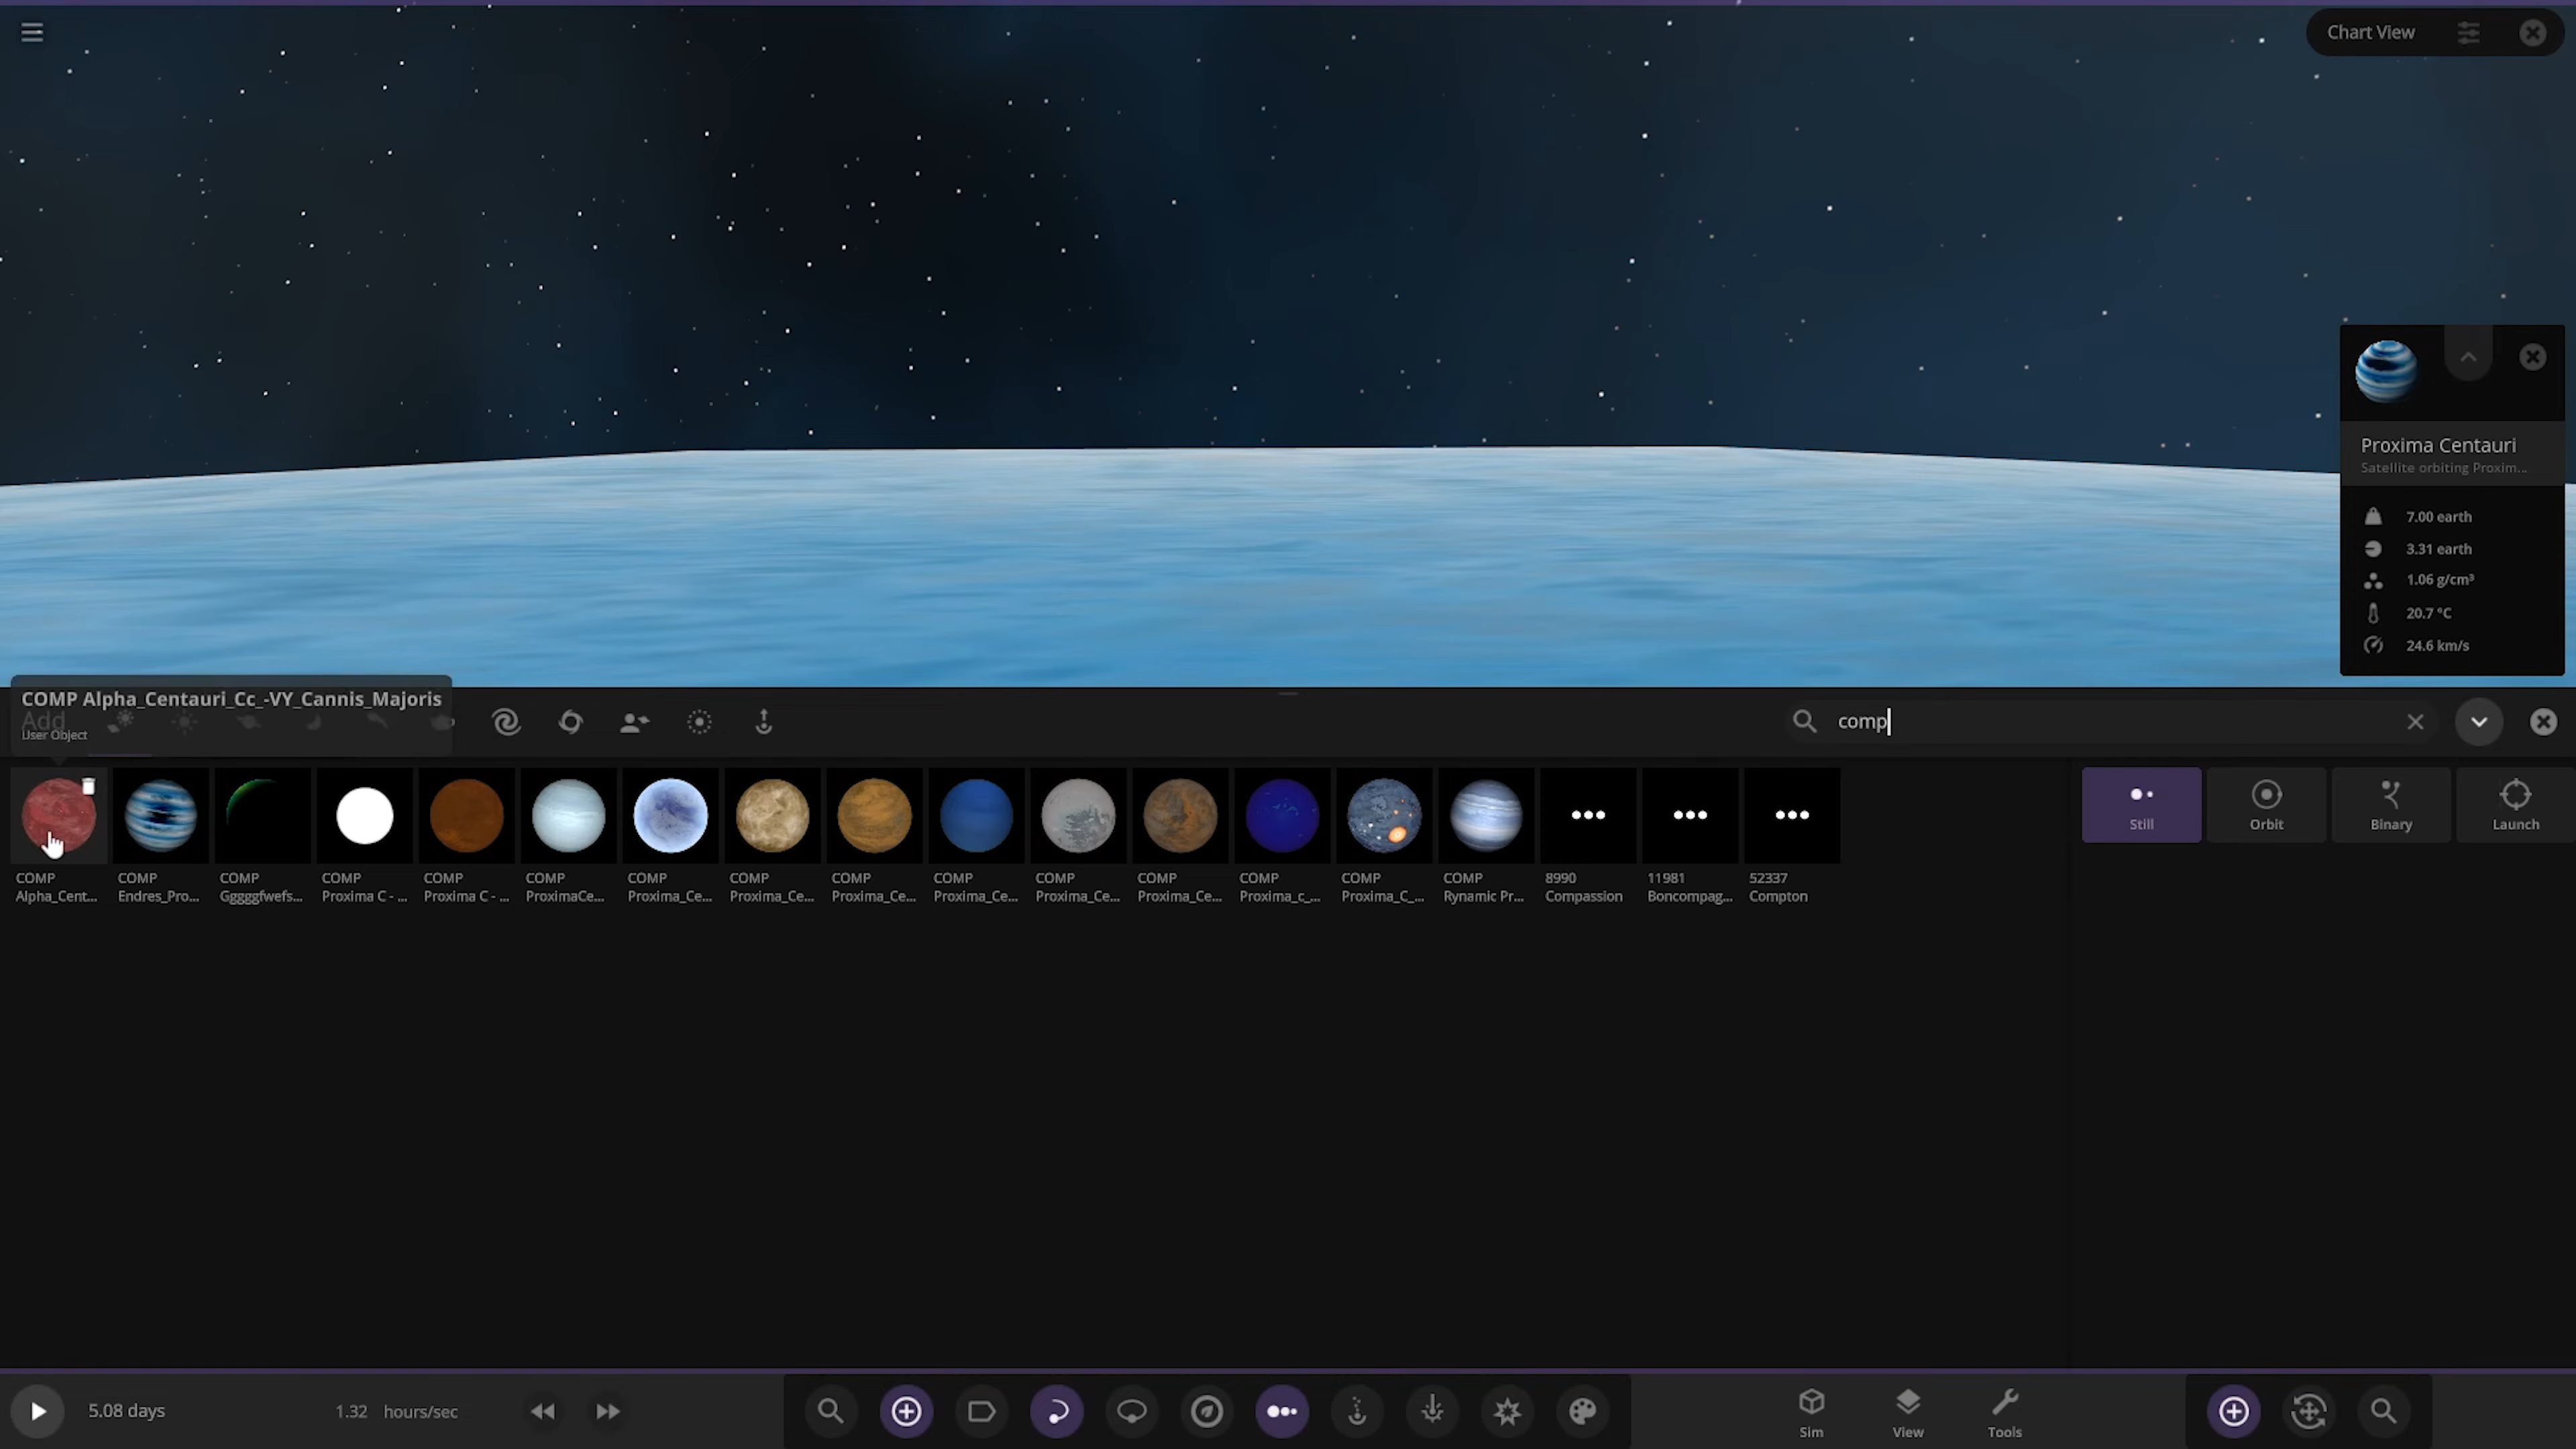 Chart View
Proxima Centauri
Satellite orbiting Proxim...
7.00 earth
3.31 earth
1.06 g/cm³
20.7 °C
24.6 km/s
COMP Alpha_Centauri_Cc_-VY_Cannis_Majoris
Add
User Object
comp
COMP
Alpha_Cent...
COMP
Endres_Pro...
COMP
Gggggfwefs...
COMP
Proxima C - ...
COMP
Proxima C - ...
COMP
ProximaCe...
COMP
Proxima_Ce...
COMP
Proxima_Ce...
COMP
Proxima_Ce...
COMP
Proxima_Ce...
COMP
Proxima_Ce...
COMP
Proxima_Ce...
COMP
Proxima_c_...
COMP
Proxima_C_...
COMP
Rynamic Pr...
8990
Compassion
11981
Boncompag...
52337
Compton
Still
Orbit
Binary
Launch
5.08 days
1.32 hours/sec
Sim
View
Tools